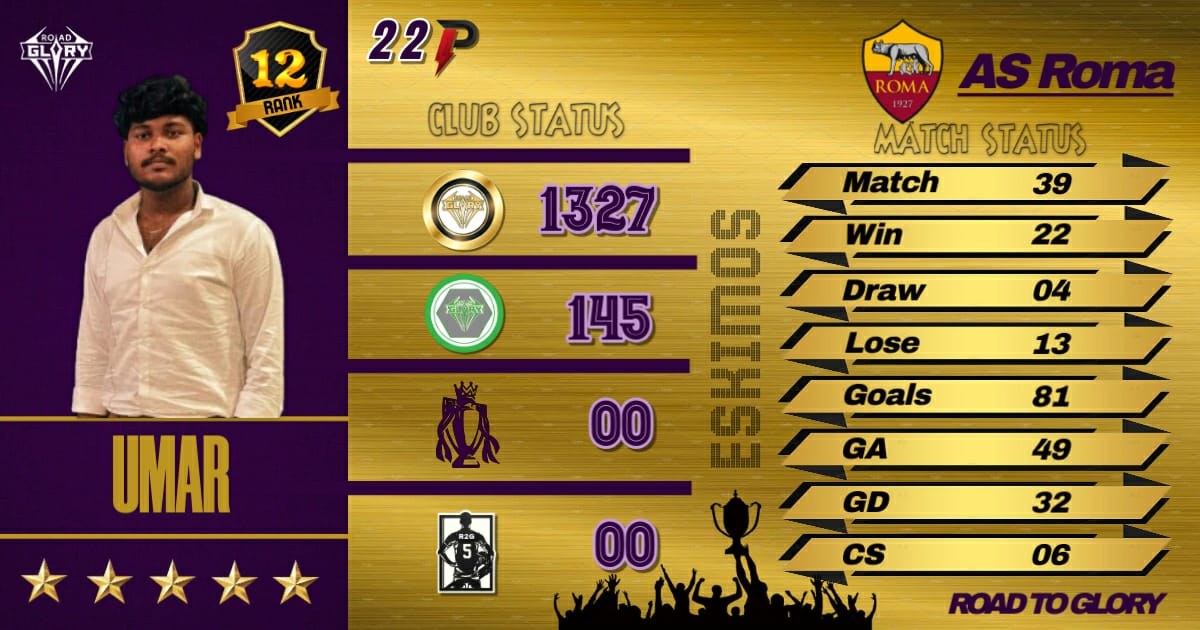 ROAD
GLORY
12
RANK
UMAR
22P
CLUB STATUS
GLORY
1327
GLORY
145
00
R2G
5
00
ESKIMOS
ROMA
1927
AS Roma
MATCH STATUS
Match 39
Win 22
Draw 04
Lose 13
Goals 81
GA 49
GD 32
CS 06
ROAD TO GLORY